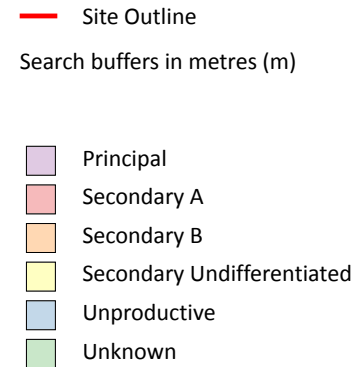 Site Outline
Search buffers in metres (m)
Principal
Secondary A
Secondary B
Secondary Undifferentiated
Unproductive
Unknown